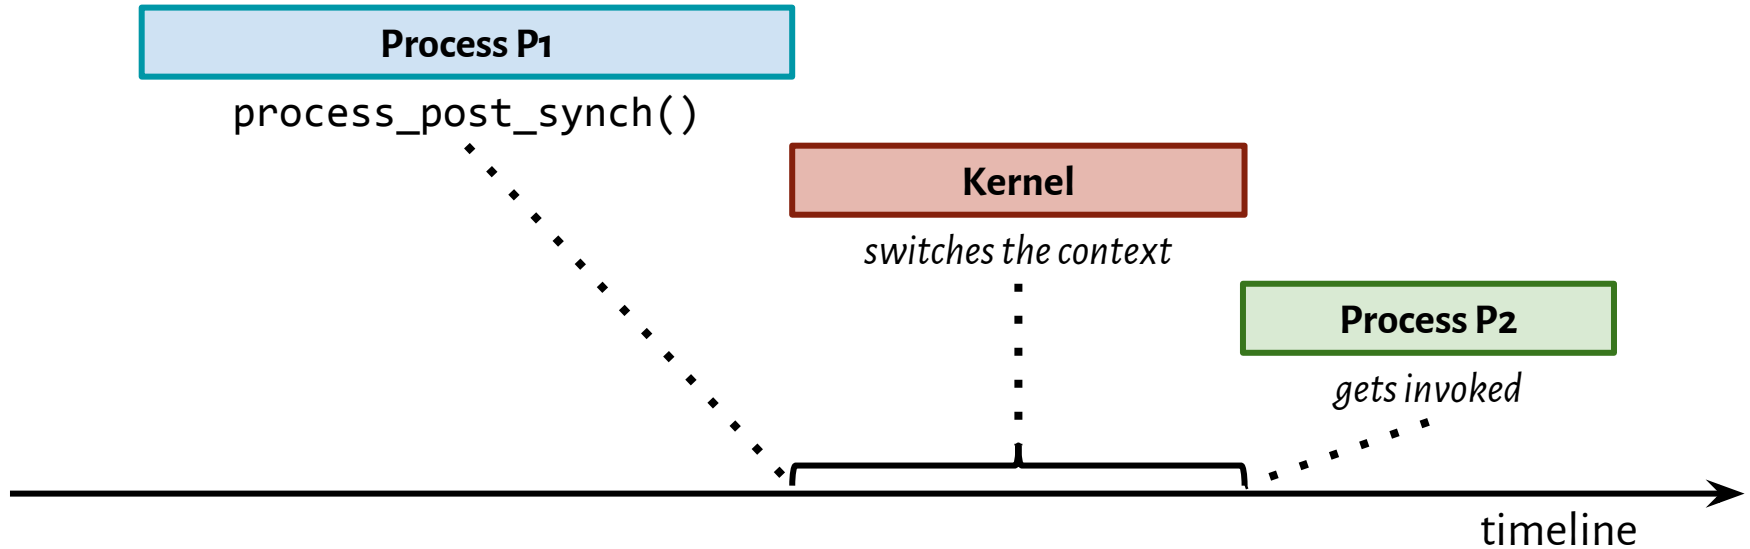 Process P1
process_post_synch()
Kernel
switches the context
Process P2
gets invoked
timeline